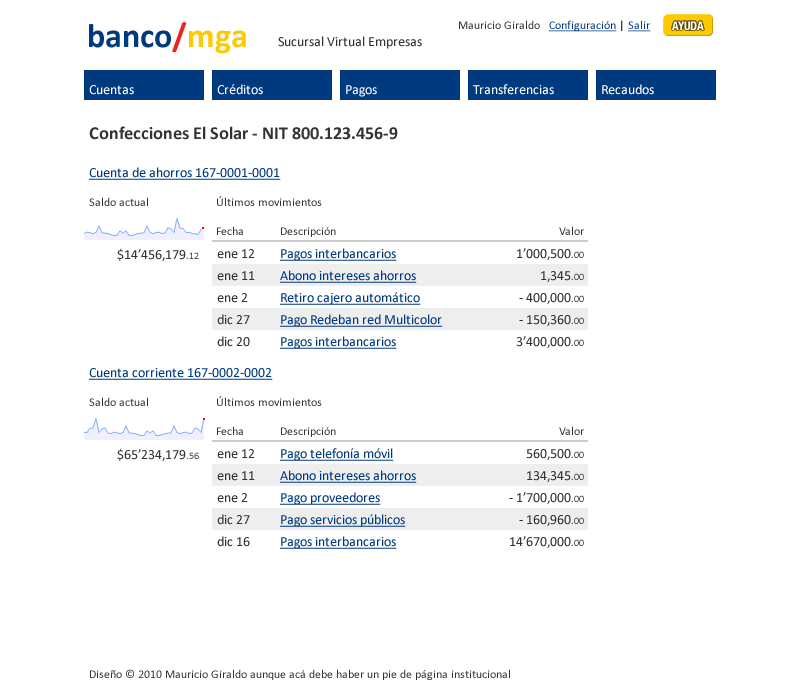 banco/mga
Sucursal Virtual Empresas
Mauricio Giraldo Configuración | Salir AYUDA
Cuentas Créditos Pagos Transferencias Recaudos
Confecciones El Solar - NIT 800.123.456-9
Cuenta de ahorros 167-0001-0001
Saldo actual Últimos movimientos
Fecha Descripción Valor
$14’456,179.12
ene 12 Pagos interbancarios 1’000,500.00
ene 11 Abono intereses ahorros 1,345.00
ene 2 Retiro cajero automático - 400,000.00
dic 27 Pago Redeban red Multicolor - 150,360.00
dic 20 Pagos interbancarios 3’400,000.00
Cuenta corriente 167-0002-0002
Saldo actual Últimos movimientos
Fecha Descripción Valor
$65’234,179.56
ene 12 Pago telefonía móvil 560,500.00
ene 11 Abono intereses ahorros 134,345.00
ene 2 Pago proveedores - 1’700,000.00
dic 27 Pago servicios públicos - 160,960.00
dic 16 Pagos interbancarios 14’670,000.00
Diseño © 2010 Mauricio Giraldo aunque acá debe haber un pie de página institucional